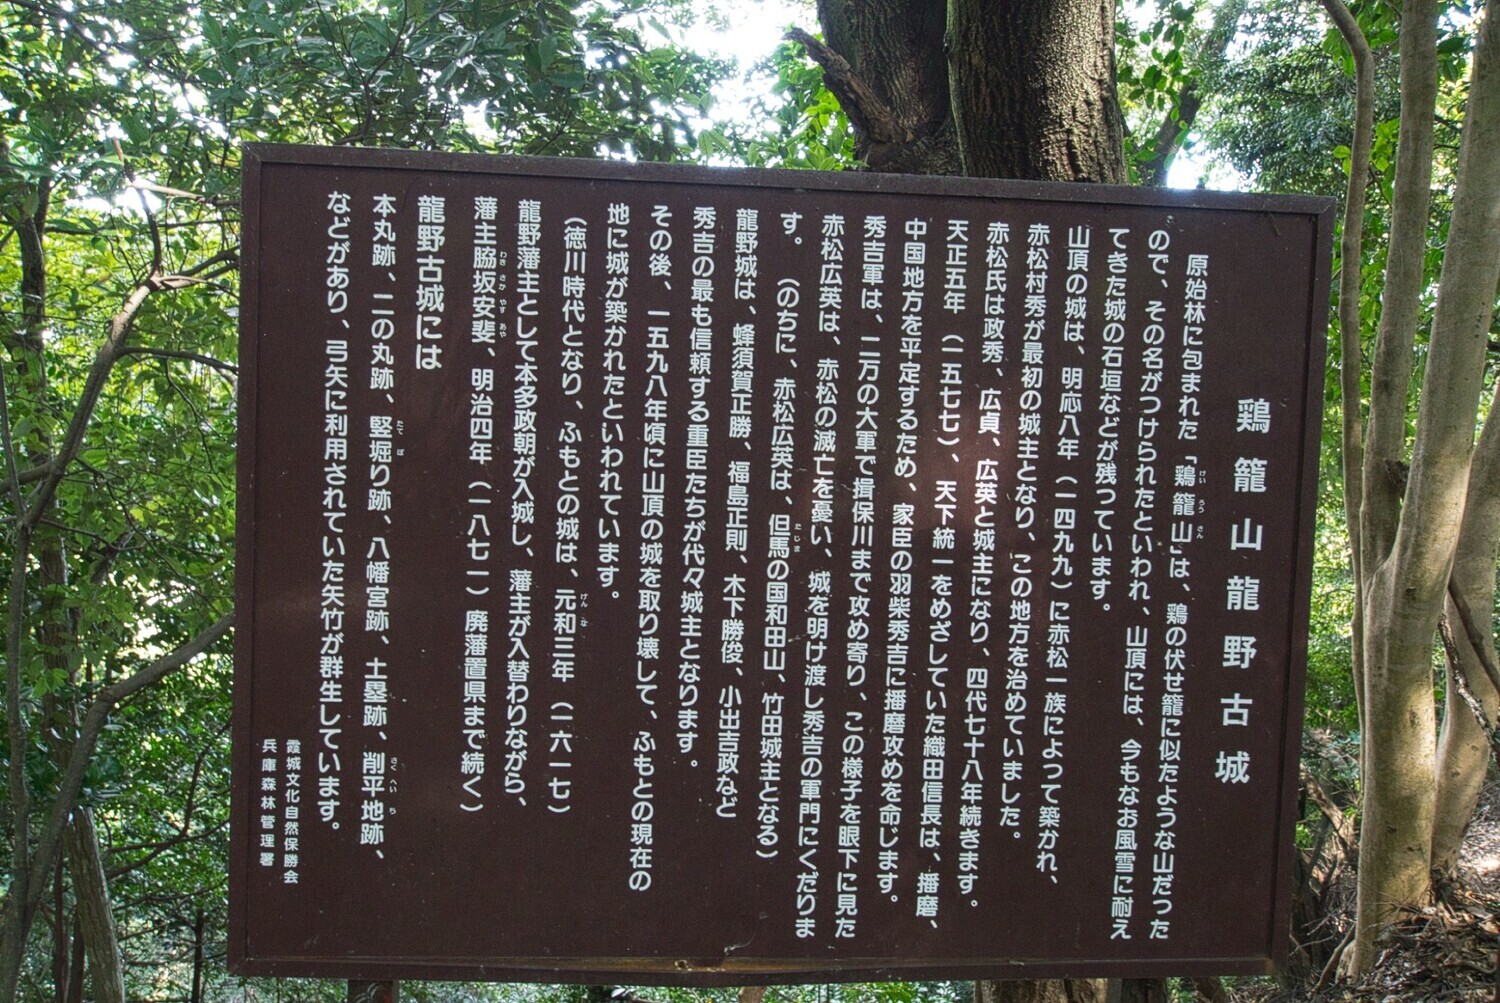 鶏籠山龍野古城
原始林に包まれた「鶏籠山」は、鶏の伏せ籠に似たような山だった
ので、その名がつけられたといわれ、山頂には、今もなお風雪に耐え
てきた城の石垣などが残っています。
山頂の城は、明応八年（一四九九）に赤松一族によって築かれ、
赤松村秀が最初の城主となり、この地方を治めていました。
赤松氏は政秀、広貞、広英と城主になり、四代七十八年続きます。
天正五年（一五七七）、天下統一をめざしていた織田信長は、播磨、
中国地方を平定するため、家臣の羽柴秀吉に播磨攻めを命じます。
秀吉軍は、二万の大軍で揖保川まで攻め寄り、この様子を眼下に見た
赤松広英は、赤松の滅亡を憂い、城を明け渡し秀吉の軍門にくだりま
す。（のちに、赤松広英は、但馬の国和田山、竹田城主となる）
龍野城は、蜂須賀正勝、福島正則、木下勝俊、小出吉政など
秀吉の最も信頼する重臣たちが代々城主となります。
その後、一五九八年頃に山頂の城を取り壊して、ふもとの現在の
地に城が築かれたといわれています。
（徳川時代となり、ふもとの城は、元和三年（一六一七）
龍野藩主として本多政朝が入城し、藩主が入替わりながら、
藩主脇坂安斐、明治四年（一八七一）廃藩置県まで続く）
龍野古城には
本丸跡、二の丸跡、竪堀り跡、八幡宮跡、土塁跡、削平地跡、
などがあり、弓矢に利用されていた矢竹が群生しています。
霞城文化自然保勝会
兵庫森林管理署